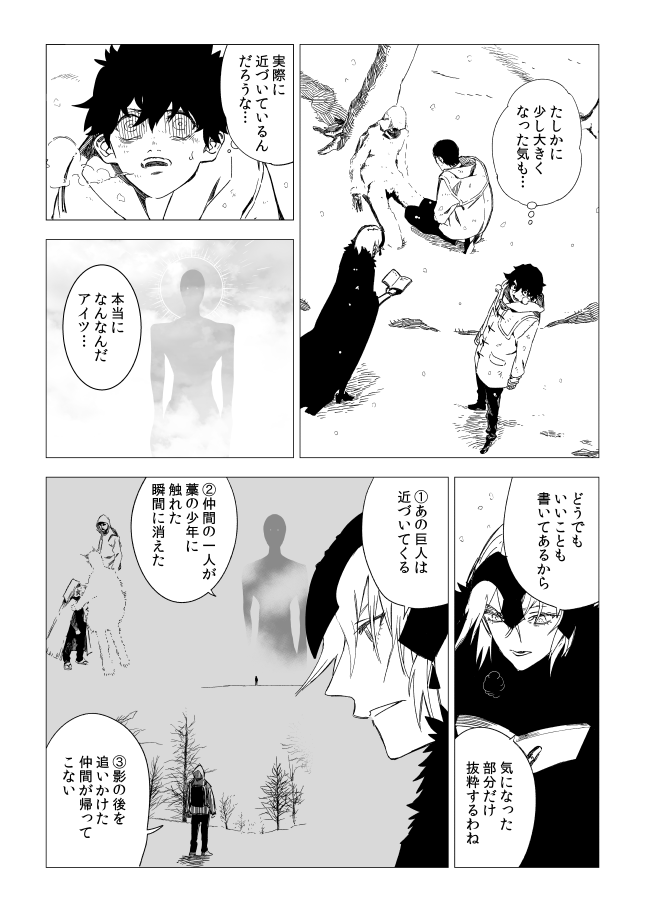 たしかに
少し大きく
なった気も…
実際に
近づいているん
だろうな…
本当に
なんなんだ
アイツ…
どうでも
いいことも
書いてあるから
気になった
部分だけ
抜粋するわね
①あの巨人は
近づいてくる
②仲間の一人が
藁の少年に
触れた
瞬間に消えた
③影の後を
追いかけた
仲間が帰って
こない